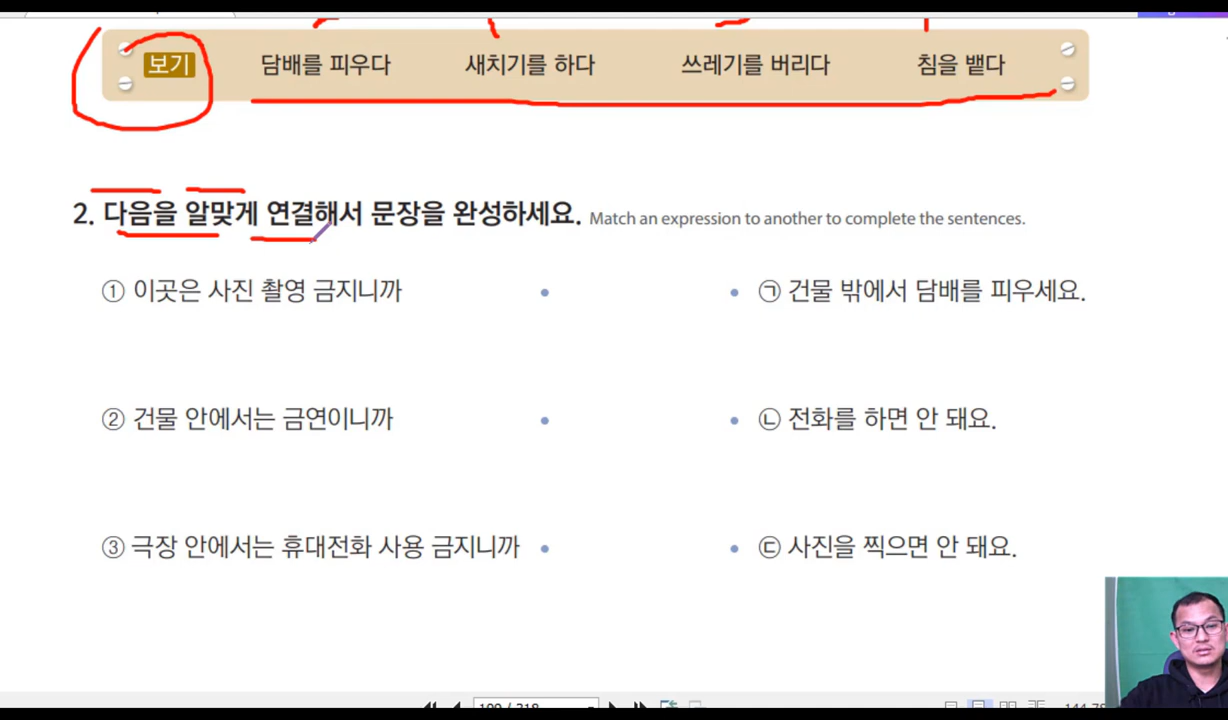 보기 담배를 피우다 새치기를 하다 쓰레기를 버리다 침을 뱉다
2. 다음을 알맞게 연결해서 문장을 완성하세요. Match an expression to another to complete the sentences.
① 이곳은 사진 촬영 금지니까 • • ㉠ 건물 밖에서 담배를 피우세요.
② 건물 안에서는 금연이니까 • • ㉡ 전화를 하면 안 돼요.
③ 극장 안에서는 휴대전화 사용 금지니까 • • ㉢ 사진을 찍으면 안 돼요.